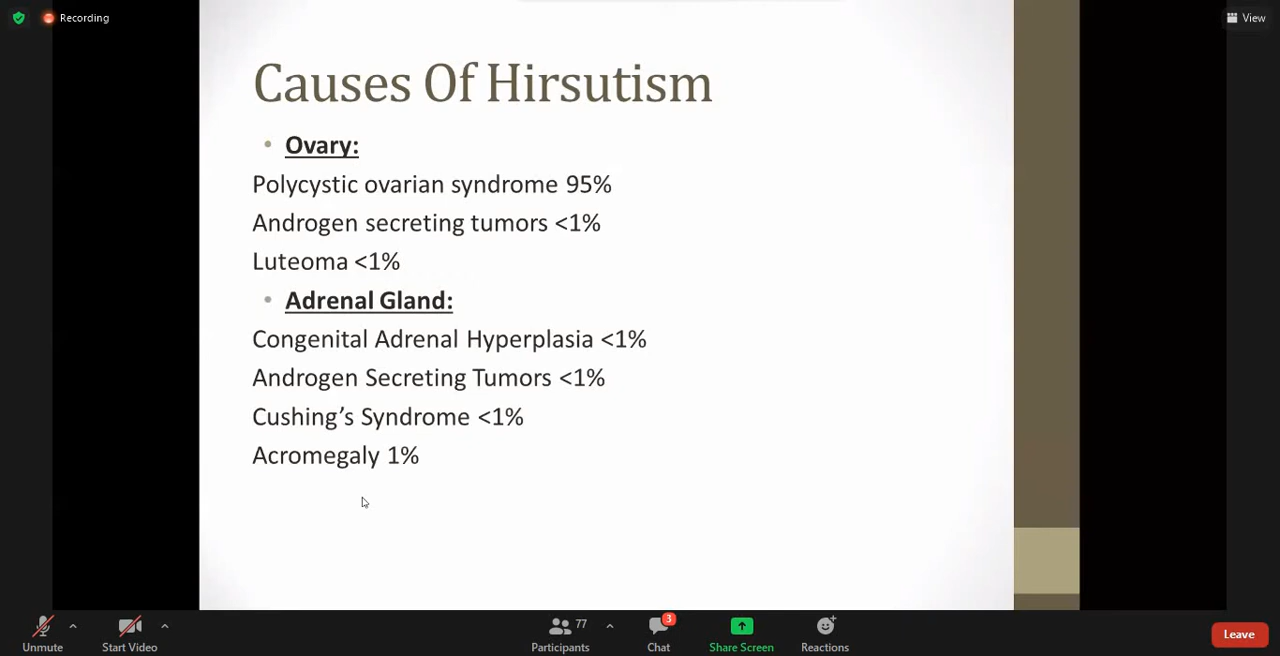 Recording
View
Causes Of Hirsutism
• Ovary:
Polycystic ovarian syndrome 95%
Androgen secreting tumors <1%
Luteoma <1%
• Adrenal Gland:
Congenital Adrenal Hyperplasia <1%
Androgen Secreting Tumors <1%
Cushing’s Syndrome <1%
Acromegaly 1%
77
3
Unmute
Start Video
Participants
Chat
Share Screen
Reactions
Leave